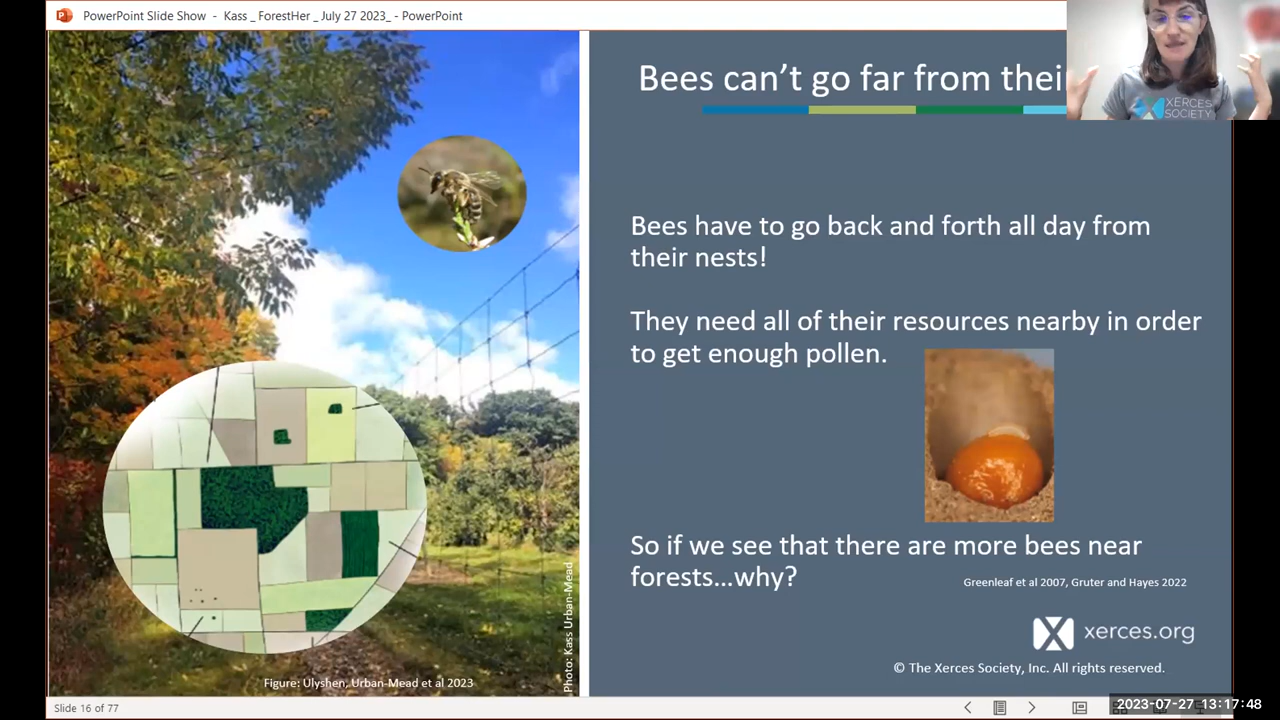 PowerPoint Slide Show - Kass _ ForestHer _ July 27 2023_ - PowerPoint
Bees can't go far from their
XERCES
SOCIETY
Bees have to go back and forth all day from
their nests!
They need all of their resources nearby in order
to get enough pollen.
So if we see that there are more bees near
forests...why?
Greenleaf et al 2007, Gruter and Hayes 2022
xerces.org
© The Xerces Society, Inc. All rights reserved.
Photo: Kass Urban-Mead
Figure: Ulyshen, Urban-Mead et al 2023
Slide 16 of 77
2023-07-27 13:17:48